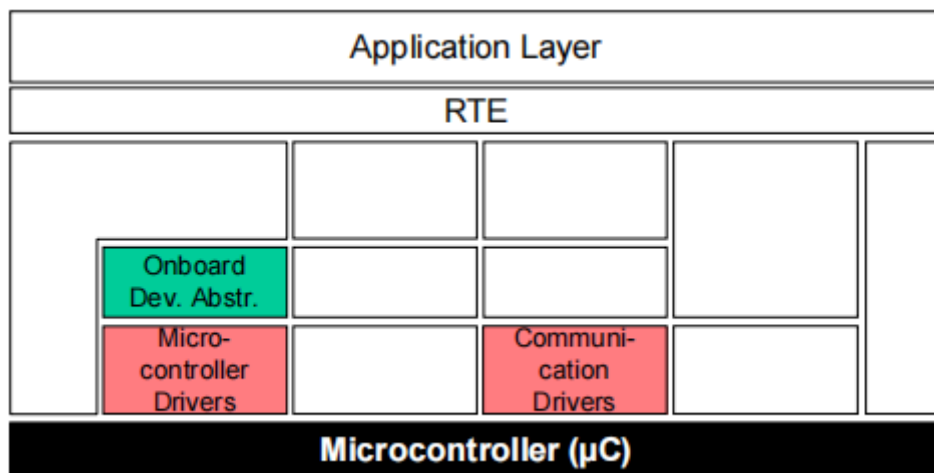 Application Layer
RTE
Onboard
Dev. Abstr.
Micro-
controller
Drivers
Communi-
cation
Drivers
Microcontroller (µC)